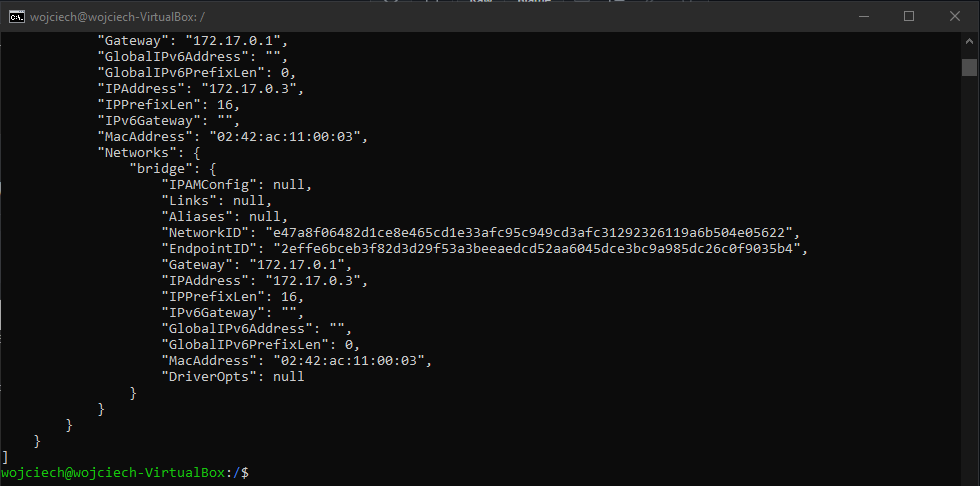 wojciech@wojciech-VirtualBox: /
            "Gateway": "172.17.0.1",
            "GlobalIPv6Address": "",
            "GlobalIPv6PrefixLen": 0,
            "IPAddress": "172.17.0.3",
            "IPPrefixLen": 16,
            "IPv6Gateway": "",
            "MacAddress": "02:42:ac:11:00:03",
            "Networks": {
                "bridge": {
                    "IPAMConfig": null,
                    "Links": null,
                    "Aliases": null,
                    "NetworkID": "e47a8f06482d1ce8e465cd1e33afc95c949cd3afc31292326119a6b504e05622",
                    "EndpointID": "2effe6bceb3f82d3d29f53a3beeaedcd52aa6045dce3bc9a985dc26c0f9035b4",
                    "Gateway": "172.17.0.1",
                    "IPAddress": "172.17.0.3",
                    "IPPrefixLen": 16,
                    "IPv6Gateway": "",
                    "GlobalIPv6Address": "",
                    "GlobalIPv6PrefixLen": 0,
                    "MacAddress": "02:42:ac:11:00:03",
                    "DriverOpts": null
                }
            }
        }
    }
]
wojciech@wojciech-VirtualBox:/$